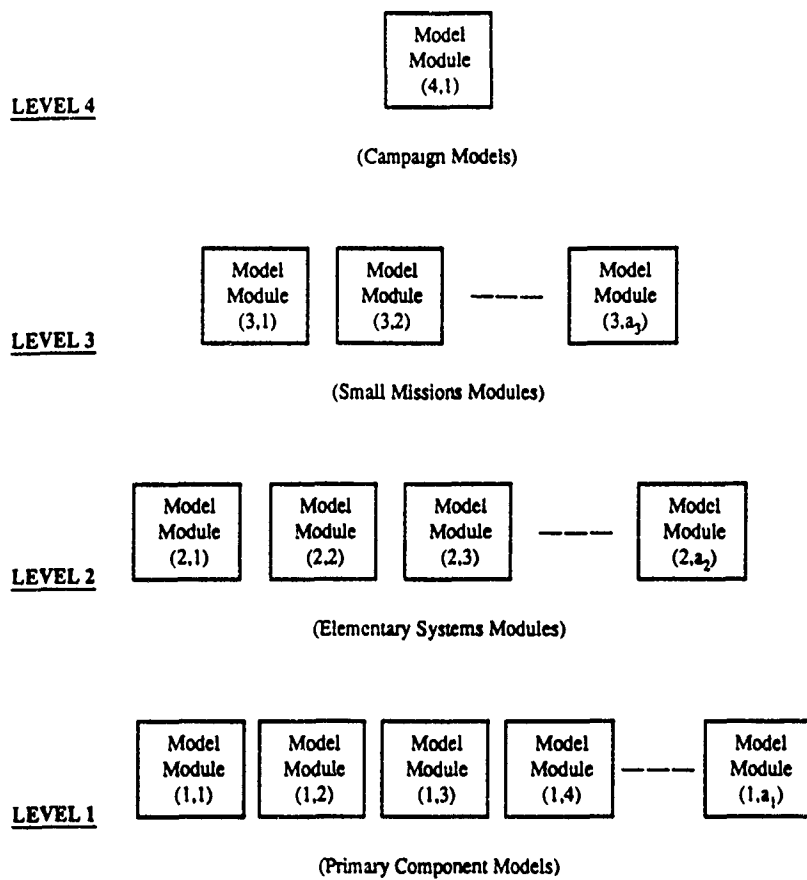 Model
Module
(4,1)
LEVEL 4
(Campaign Models)
Model Model Model
Module Module Module
(3,1) (3,2) (3,a₃)
LEVEL 3
(Small Missions Modules)
Model Model Model Model
Module Module Module Module
(2,1) (2,2) (2,3) (2,a₂)
LEVEL 2
(Elementary Systems Modules)
Model Model Model Model Model
Module Module Module Module Module
(1,1) (1,2) (1,3) (1,4) (1,a₁)
LEVEL 1
(Primary Component Models)